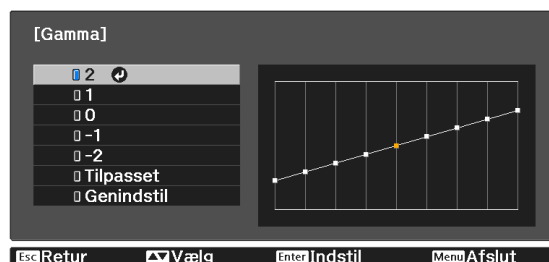 [Gamma]
2
1
0
-1
-2
Tilpasset
Genindstil
Esc Retur Vælg Enter Indstil Menu Afslut